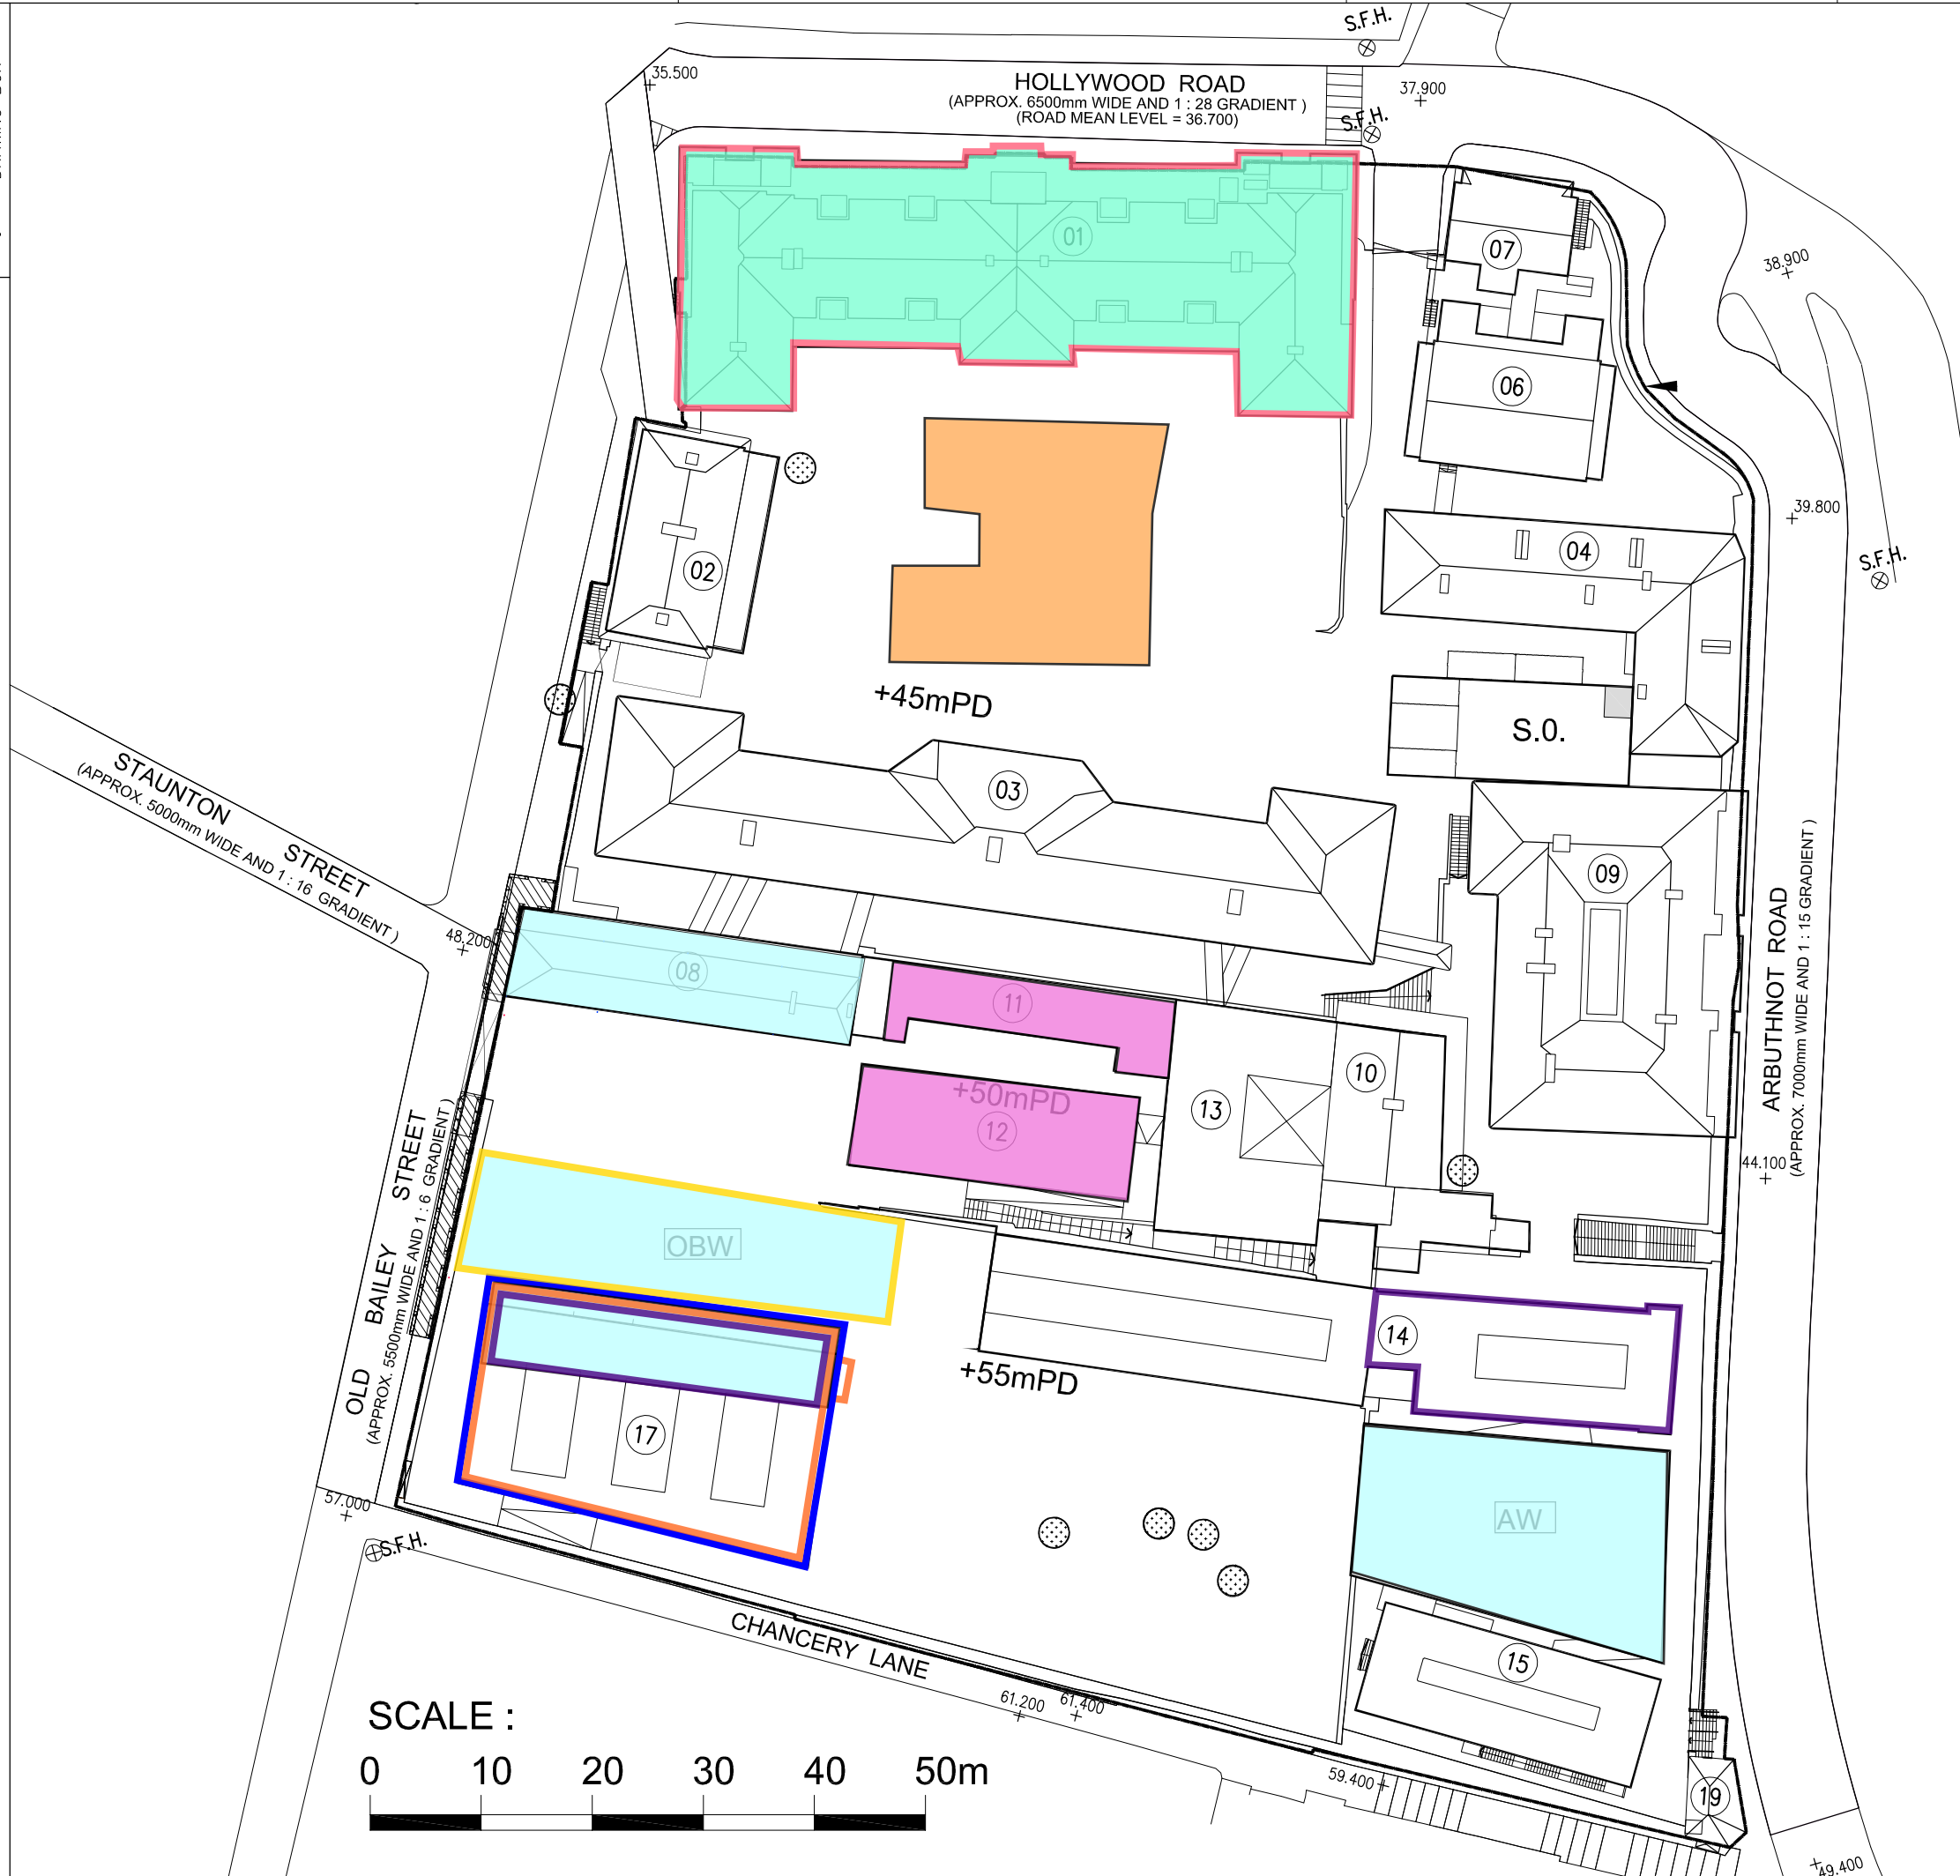 S.F.H.
35.500
HOLLYWOOD ROAD
(APPROX. 6500mm WIDE AND 1 : 28 GRADIENT )
(ROAD MEAN LEVEL = 36.700)
37.900
S.F.H.
01
07
38.900
06
39.800
04
S.F.H.
02
+45mPD
S.O.
03
STAUNTON STREET
(APPROX. 5000mm WIDE AND 1 : 16 GRADIENT )
48.200
09
ARBUTHNOT ROAD
(APPROX. 7000mm WIDE AND 1 : 15 GRADIENT )
08
11
10
+50mPD
13
12
44.100
OLD BAILEY STREET
(APPROX. 5500mm WIDE AND 1 : 6 GRADIENT )
OBW
14
+55mPD
17
57.000
S.F.H.
AW
CHANCERY LANE
15
61.200
61.400
59.400
19
49.400
SCALE :
0 10 20 30 40 50m